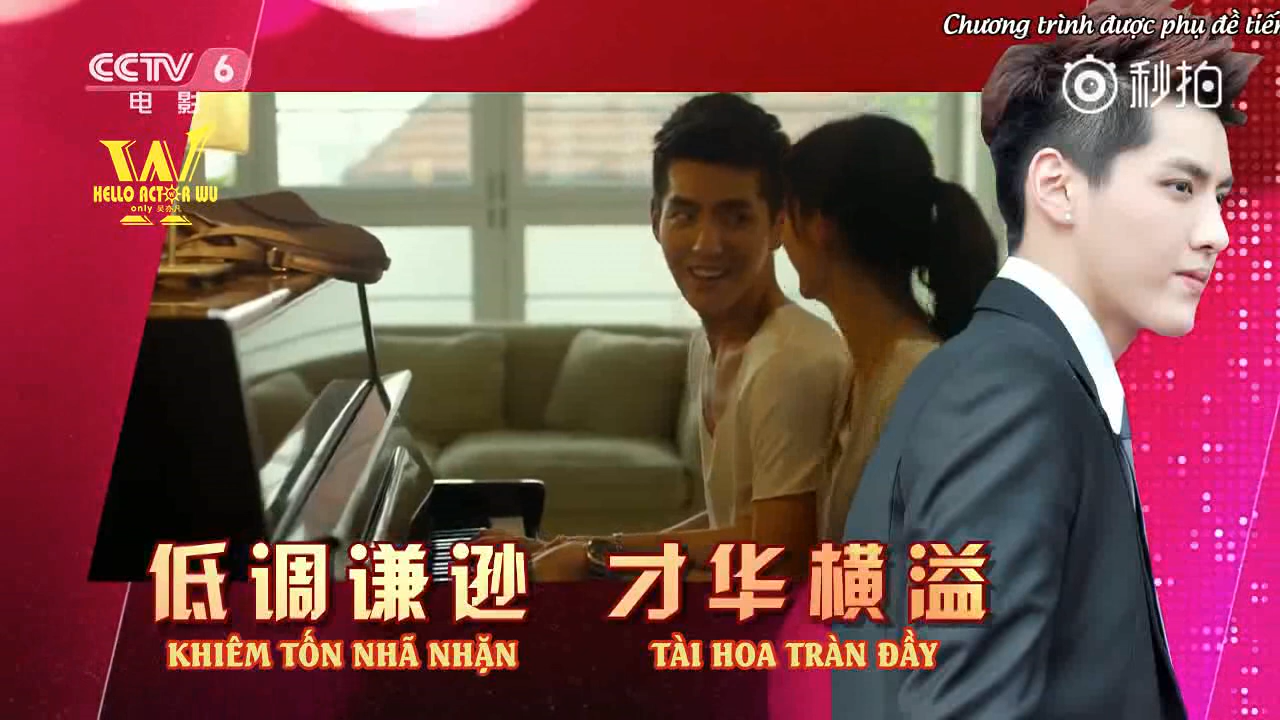 Chương trình được phụ đề tiến
CCTV 6
电影
秒拍
HELLO ACTOR WU
only 吴亦凡
低调谦逊 才华横溢
KHIÊM TỐN NHÃ NHẶN TÀI HOA TRÀN ĐẦY